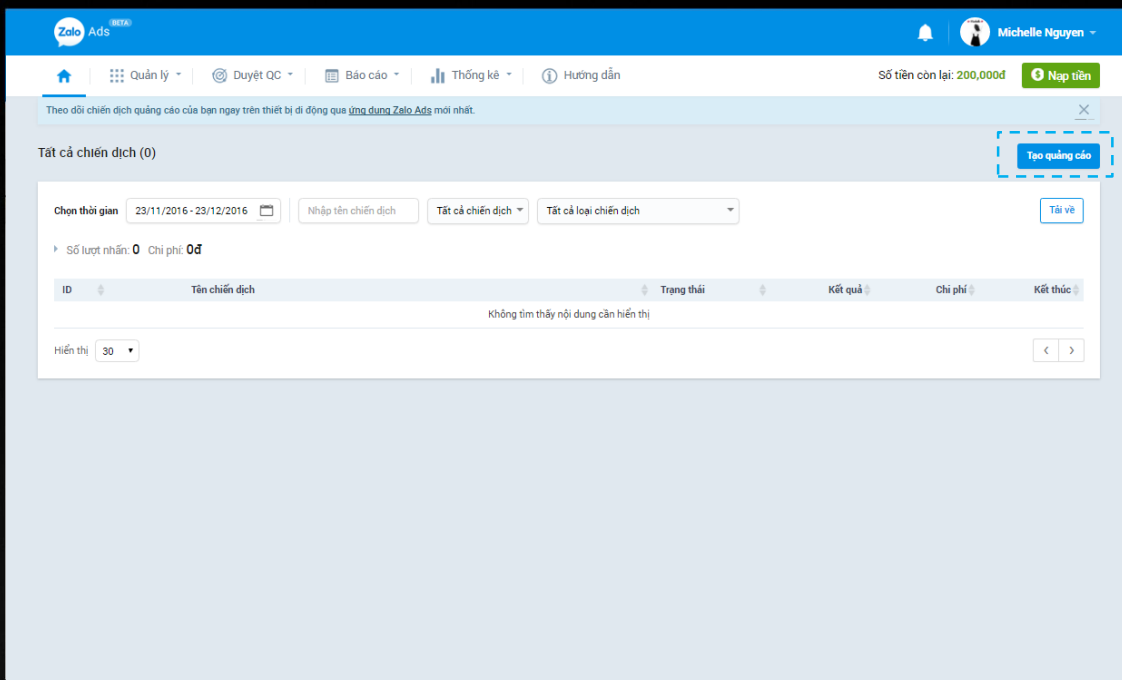 Zalo Ads BETA
Michelle Nguyen
Quản lý Duyệt QC Báo cáo Thống kê Hướng dẫn Số tiền còn lại: 200,000đ Nạp tiền
Theo dõi chiến dịch quảng cáo của bạn ngay trên thiết bị di động qua ứng dụng Zalo Ads mới nhất.
Tất cả chiến dịch (0) Tạo quảng cáo
Chọn thời gian 23/11/2016 - 23/12/2016 Nhập tên chiến dịch Tất cả chiến dịch Tất cả loại chiến dịch Tải về
Số lượt nhấn: 0 Chi phí: 0đ
ID Tên chiến dịch Trạng thái Kết quả Chi phí Kết thúc
Không tìm thấy nội dung cần hiển thị
Hiển thị 30